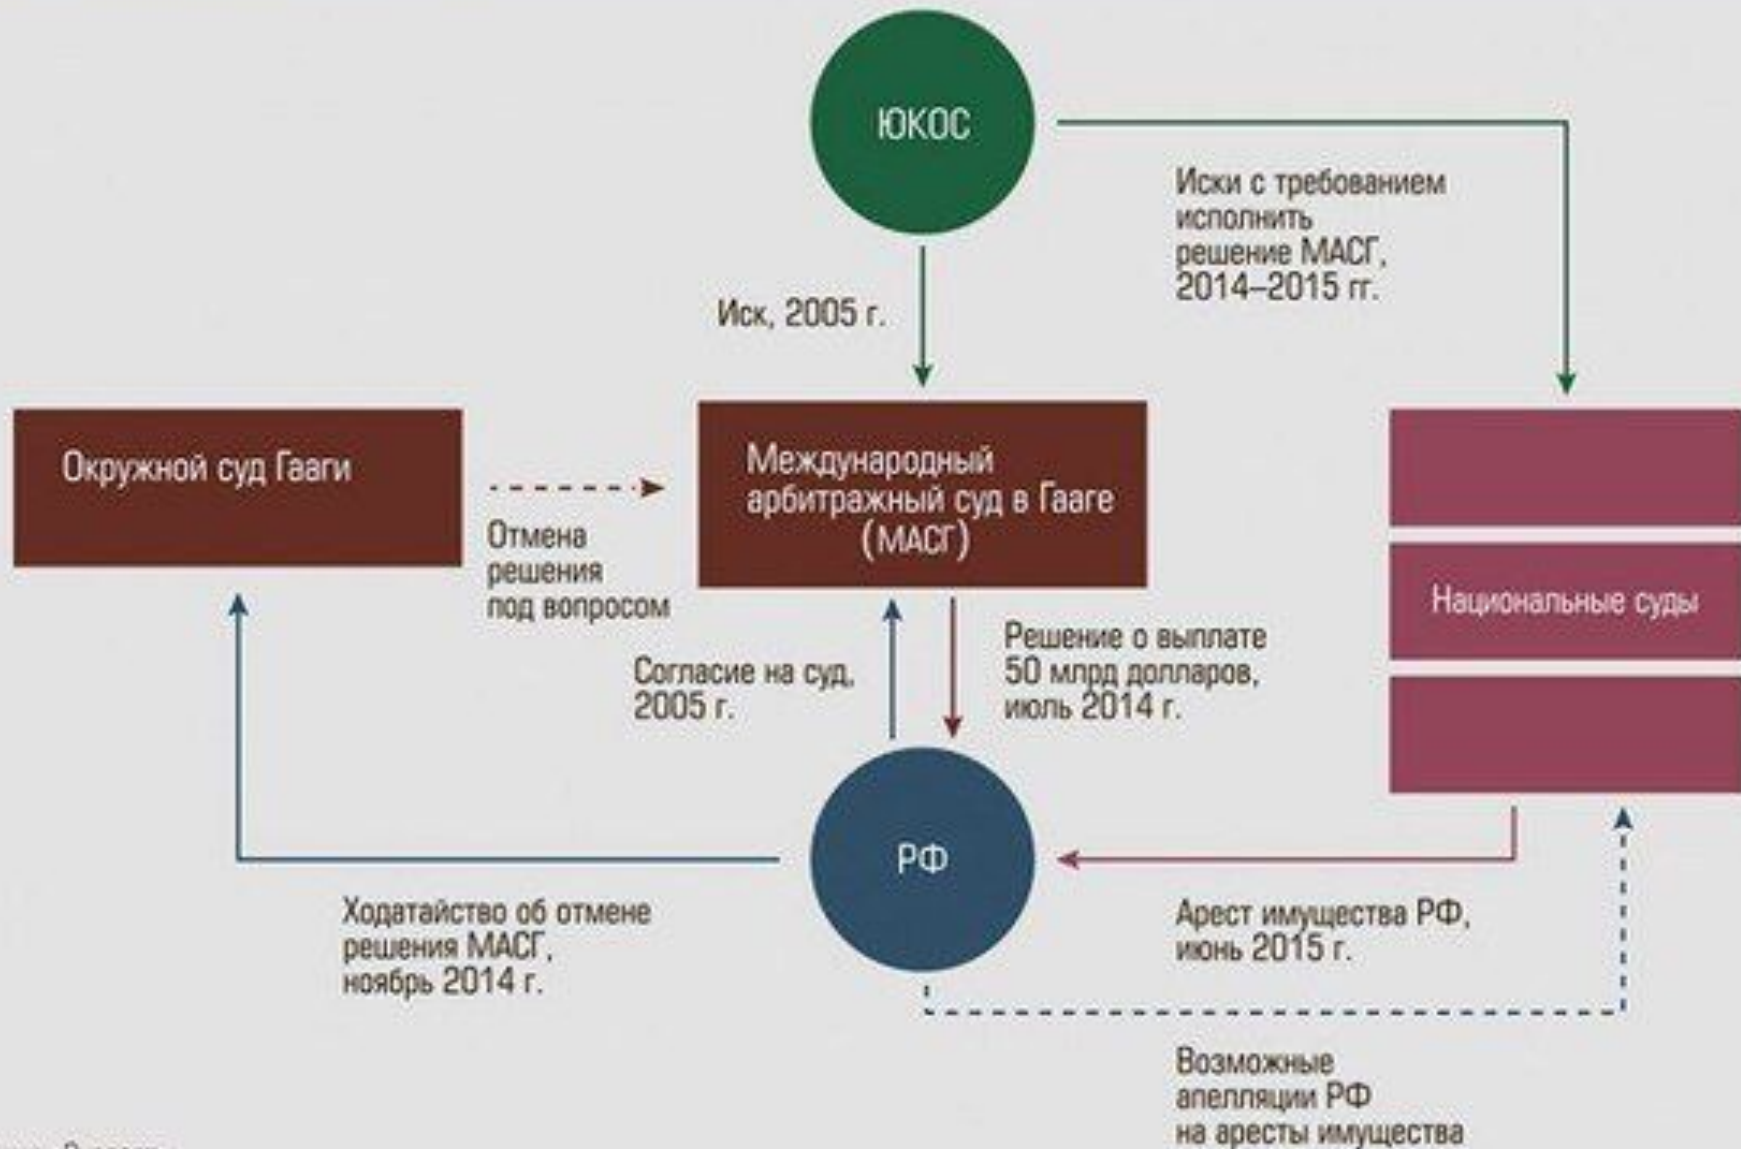 ЮКОС
Иски с требованием
исполнить
решение МАСГ,
2014–2015 гг.
Иск, 2005 г.
Окружной суд Гааги
Отмена
решения
под вопросом
Международный
арбитражный суд в Гааге
(МАСГ)
Национальные суды
Согласие на суд,
2005 г.
Решение о выплате
50 млрд долларов,
июль 2014 г.
РФ
Ходатайство об отмене
решения МАСГ,
ноябрь 2014 г.
Арест имущества РФ,
июнь 2015 г.
Возможные
апелляции РФ
на аресты имущества